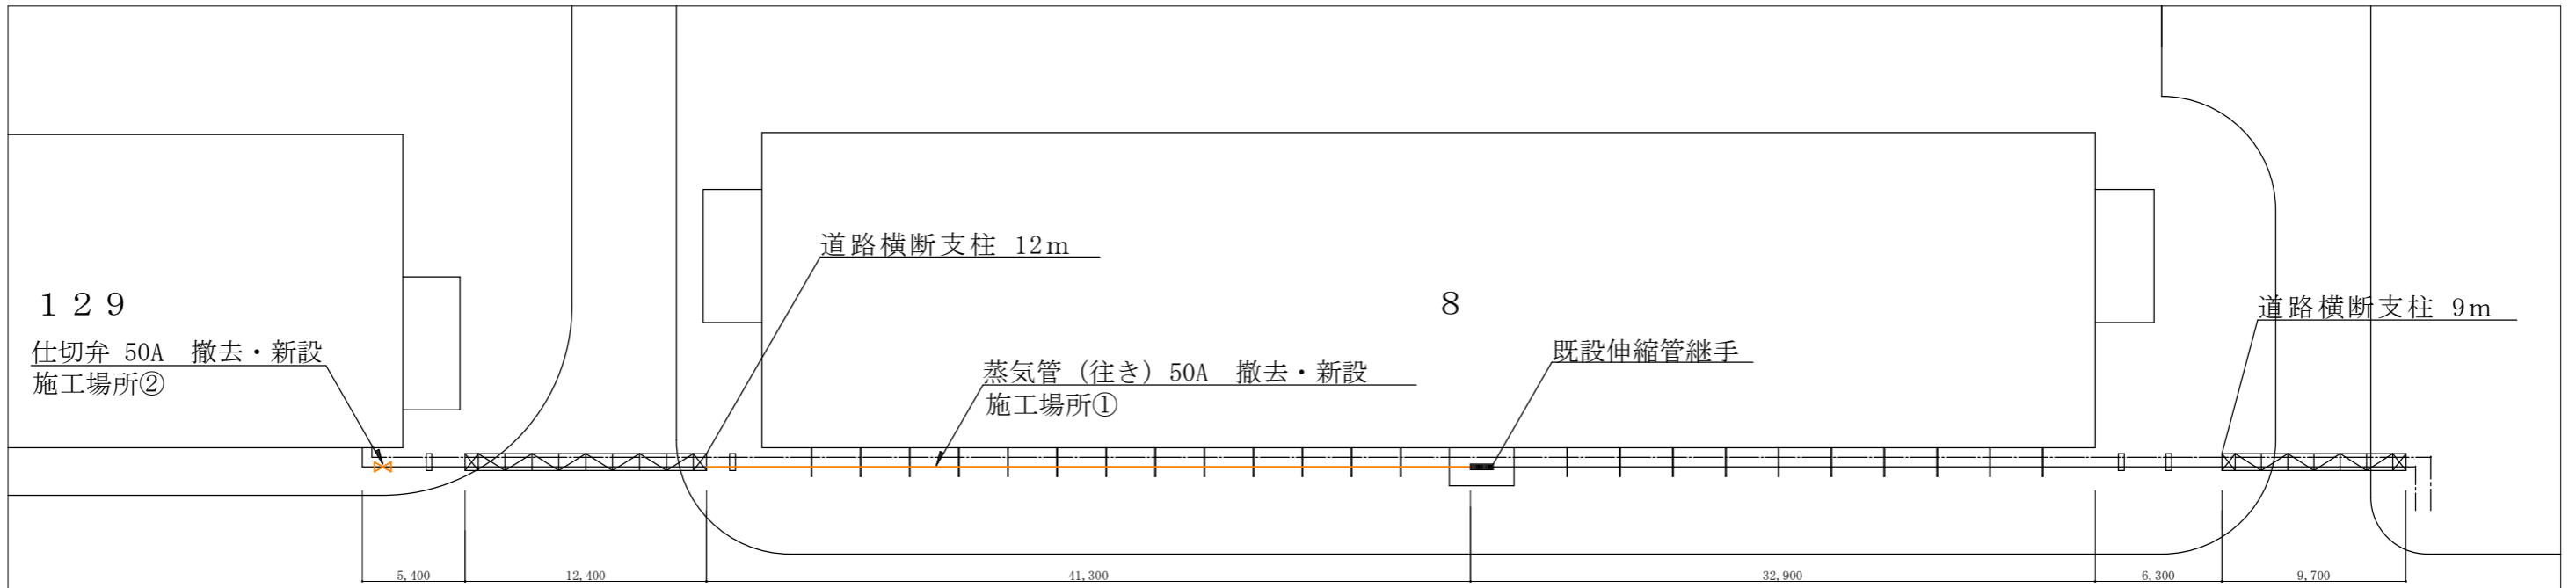 道路横断支柱 12m
１２９
8
道路横断支柱 9m
仕切弁 50A　撤去・新設
施工場所②
蒸気管（往き）50A　撤去・新設
施工場所①
既設伸縮管継手
5,400
12,400
41,300
32,900
6,300
9,700